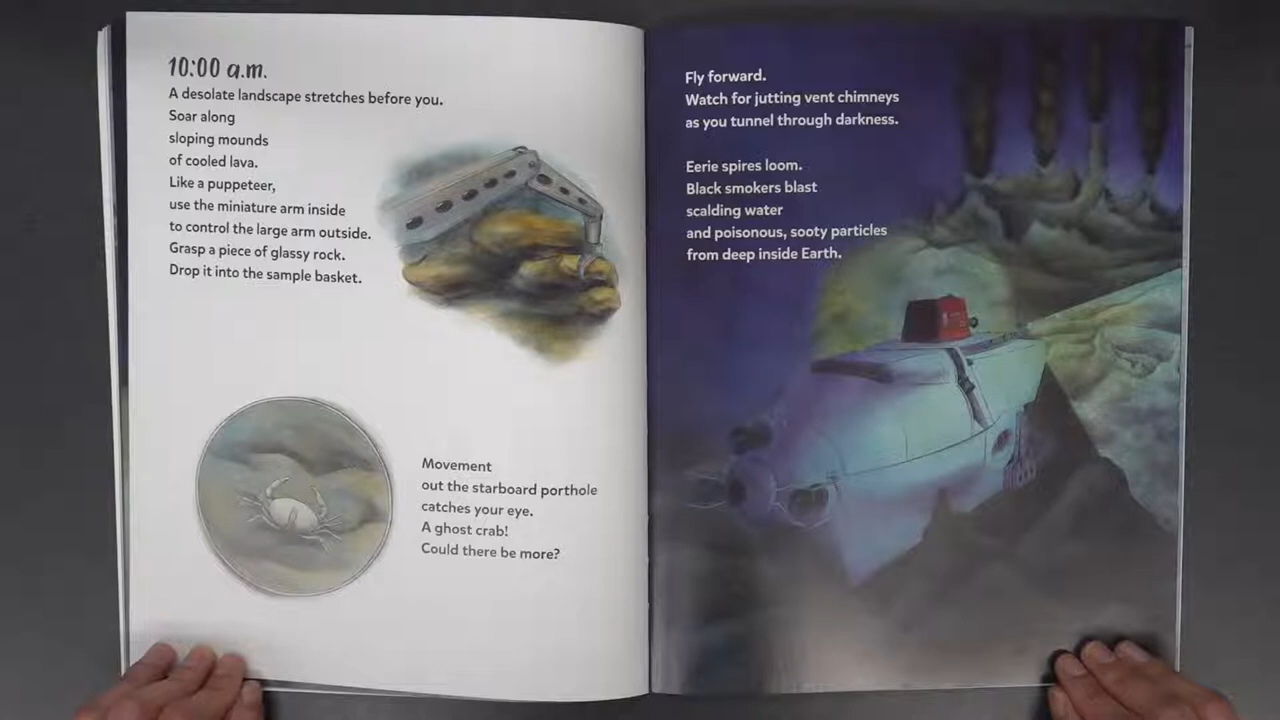 10:00 a.m.
A desolate landscape stretches before you.
Soar along
sloping mounds
of cooled lava.
Like a puppeteer,
use the miniature arm inside
to control the large arm outside.
Grasp a piece of glassy rock.
Drop it into the sample basket.
Movement
out the starboard porthole
catches your eye.
A ghost crab!
Could there be more?
Fly forward.
Watch for jutting vent chimneys
as you tunnel through darkness.
Eerie spires loom.
Black smokers blast
scalding water
and poisonous, sooty particles
from deep inside Earth.